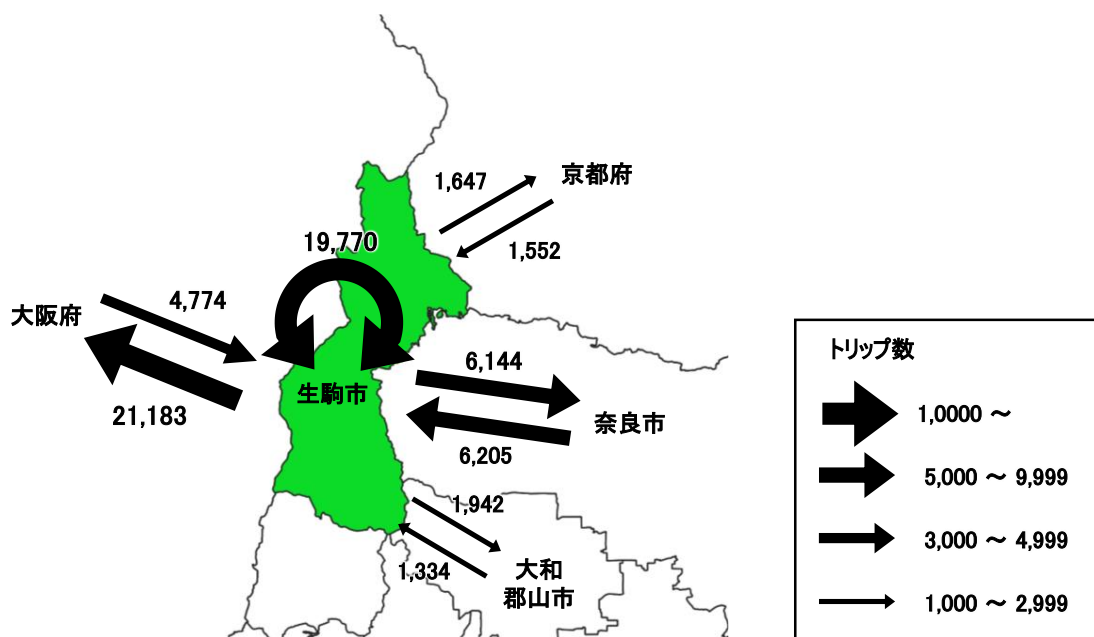 1,647
京都府
1,552
19,770
大阪府
4,774
21,183
生駒市
6,144
奈良市
6,205
1,942
1,334
大和
郡山市
トリップ数
1,0000 ～
5,000 ～ 9,999
3,000 ～ 4,999
1,000 ～ 2,999